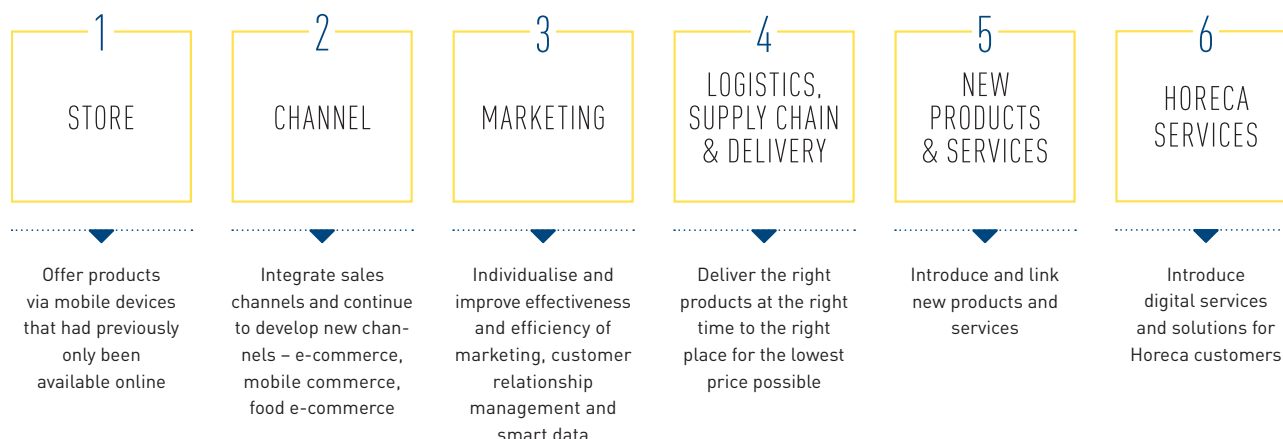 1
STORE
Offer products
via mobile devices
that had previously
only been
available online
2
CHANNEL
Integrate sales
channels and continue
to develop new chan-
nels – e-commerce,
mobile commerce,
food e-commerce
3
MARKETING
Individualise and
improve effectiveness
and efficiency of
marketing, customer
relationship
management and
smart data
4
LOGISTICS,
SUPPLY CHAIN
& DELIVERY
Deliver the right
products at the right
time to the right
place for the lowest
price possible
5
NEW
PRODUCTS
& SERVICES
Introduce and link
new products and
services
6
HORECA
SERVICES
Introduce
digital services
and solutions for
Horeca customers